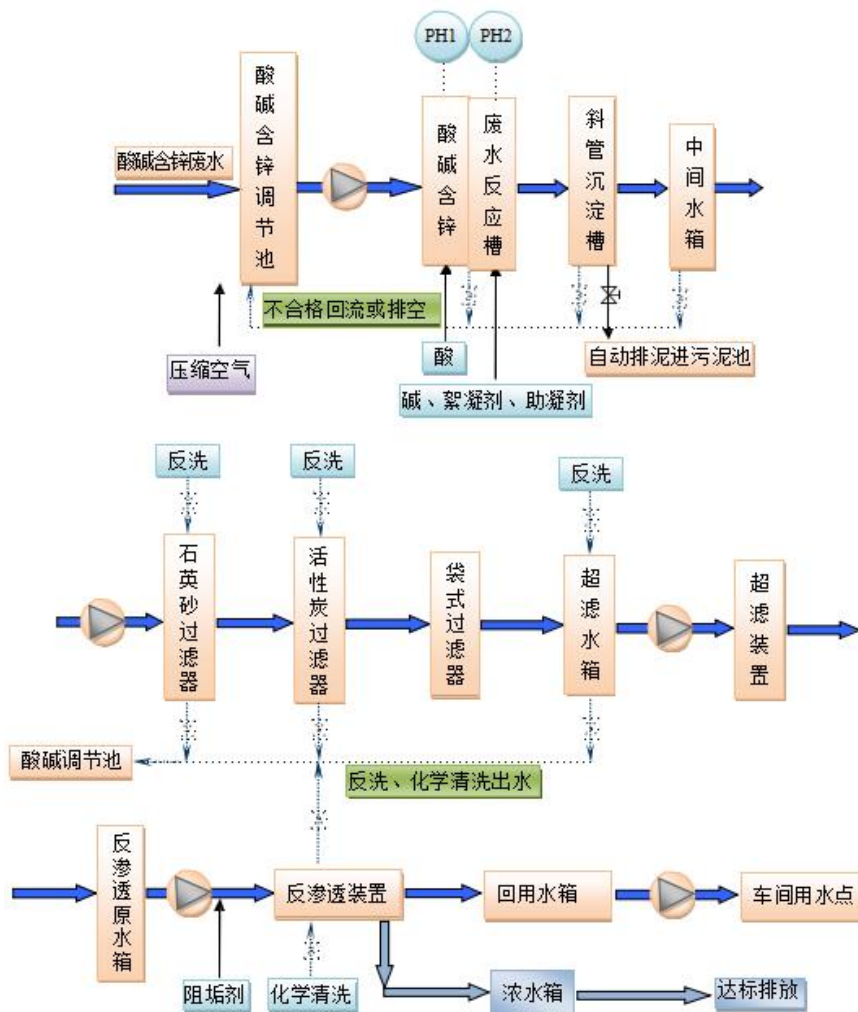 PH1
PH2
酸碱含锌废水
酸碱含锌调节池
酸碱含锌
废水反应槽
斜管沉淀槽
中间水箱
不合格回流或排空
压缩空气
酸
自动排泥进污泥池
碱、絮凝剂、助凝剂
反洗
反洗
反洗
石英砂过滤器
活性炭过滤器
袋式过滤器
超滤水箱
超滤装置
酸碱调节池
反洗、化学清洗出水
反渗透原水箱
反渗透装置
回用水箱
车间用水点
阻垢剂
化学清洗
浓水箱
达标排放